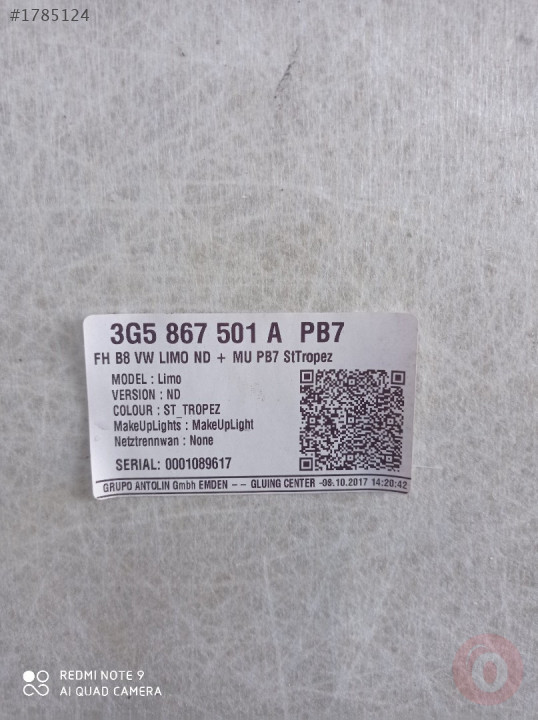 #1785124
3G5 867 501 A PB7
FH B8 VW LIMO ND + MU PB7 StTropez
MODEL : Limo
VERSION : ND
COLOUR : ST_TROPEZ
MakeUpLights : MakeUpLight
Netztrennwan : None
SERIAL: 0001089617
GRUPO ANTOLIN Gmbh EMDEN -- GLUING CENTER -08.10.2017 14:20:42
REDMI NOTE 9
AI QUAD CAMERA